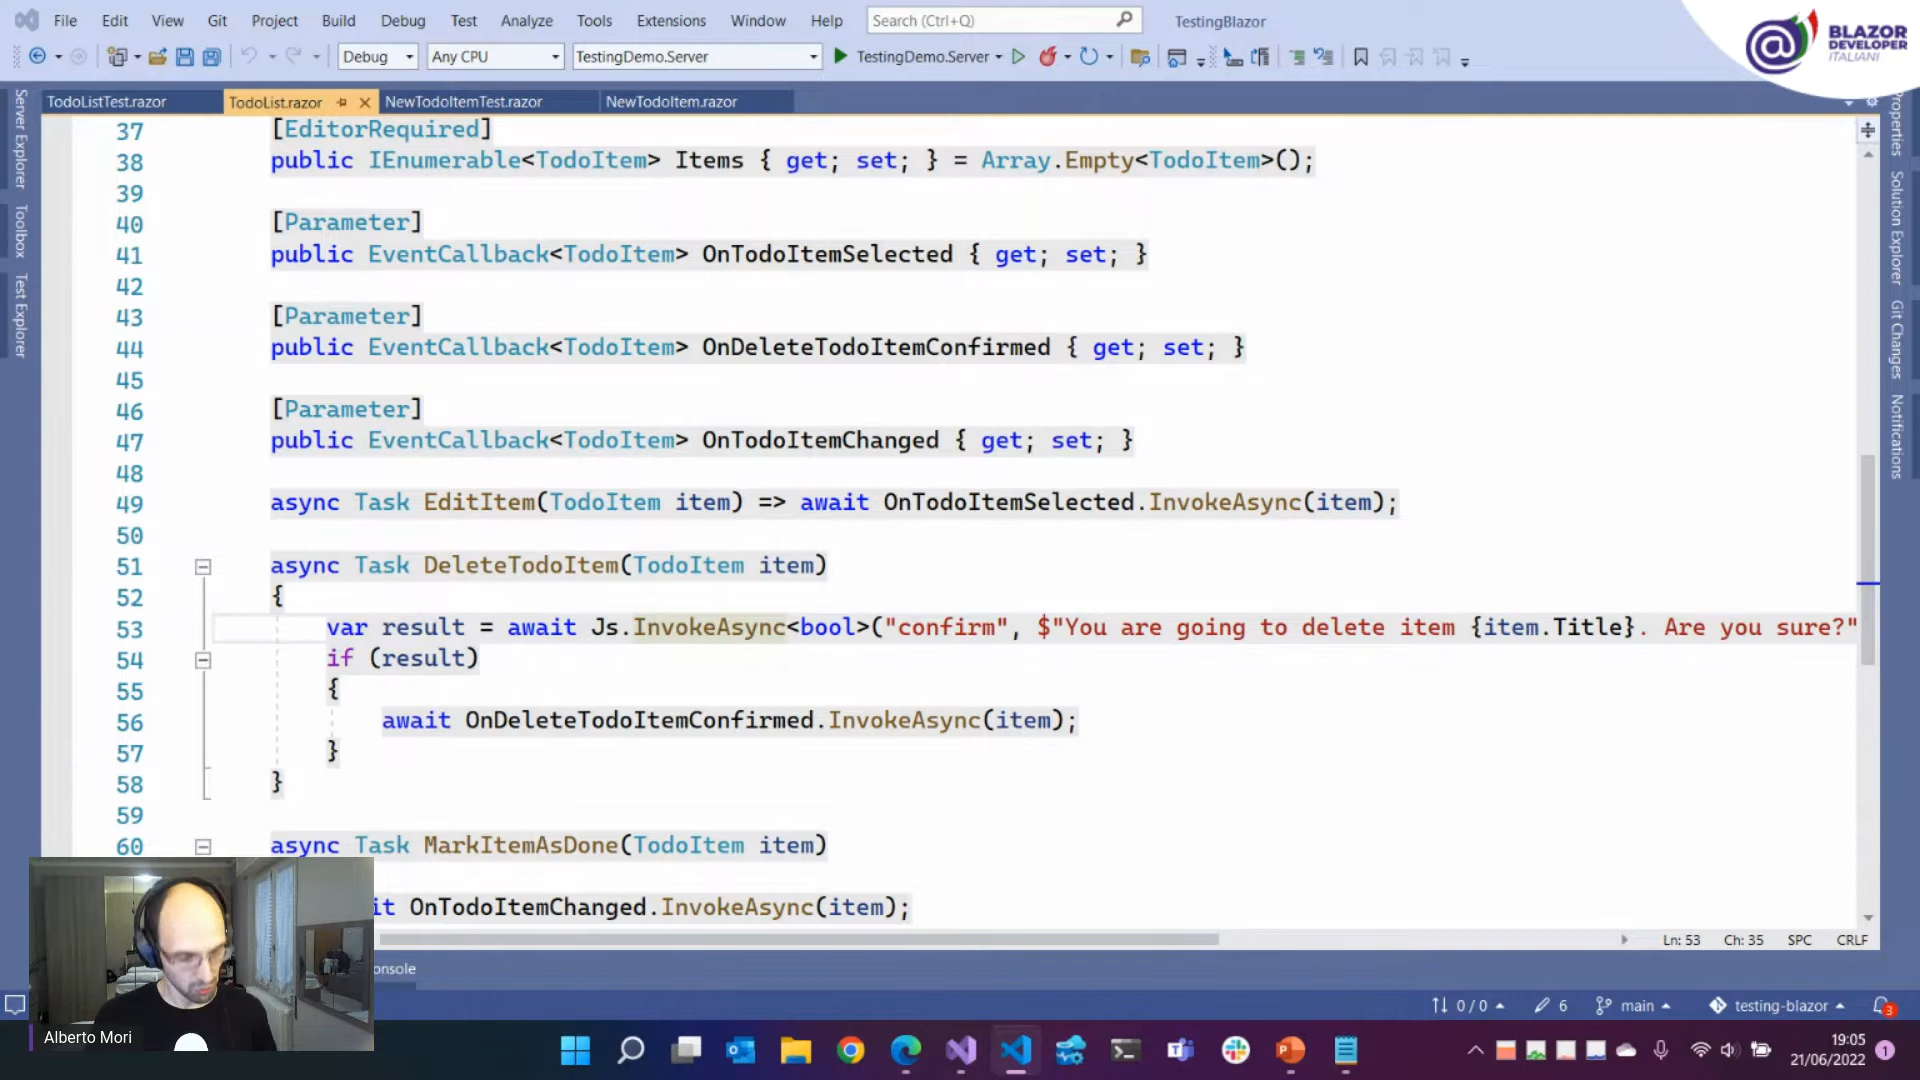 File Edit View Git Project Build Debug Test Analyze Tools Extensions Window Help Search (Ctrl+Q) TestingBlazor
BLAZOR
DEVELOPER
ITALIANI
Debug Any CPU TestingDemo.Server TestingDemo.Server
TodoListTest.razor TodoList.razor NewTodoItemTest.razor NewTodoItem.razor
Server Explorer
Toolbox
Test Explorer
Properties
Solution Explorer
Git Changes
Notifications
37 [EditorRequired]
38 public IEnumerable<TodoItem> Items { get; set; } = Array.Empty<TodoItem>();
39
40 [Parameter]
41 public EventCallback<TodoItem> OnTodoItemSelected { get; set; }
42
43 [Parameter]
44 public EventCallback<TodoItem> OnDeleteTodoItemConfirmed { get; set; }
45
46 [Parameter]
47 public EventCallback<TodoItem> OnTodoItemChanged { get; set; }
48
49 async Task EditItem(TodoItem item) => await OnTodoItemSelected.InvokeAsync(item);
50
51 async Task DeleteTodoItem(TodoItem item)
52 {
53 var result = await Js.InvokeAsync<bool>("confirm", $"You are going to delete item {item.Title}. Are you sure?"
54 if (result)
55 {
56 await OnDeleteTodoItemConfirmed.InvokeAsync(item);
57 }
58 }
59
60 async Task MarkItemAsDone(TodoItem item)
it OnTodoItemChanged.InvokeAsync(item);
Ln: 53 Ch: 35 SPC CRLF
onsole
0 / 0 6 main testing-blazor 3
Alberto Mori
19:05
21/06/2022 1